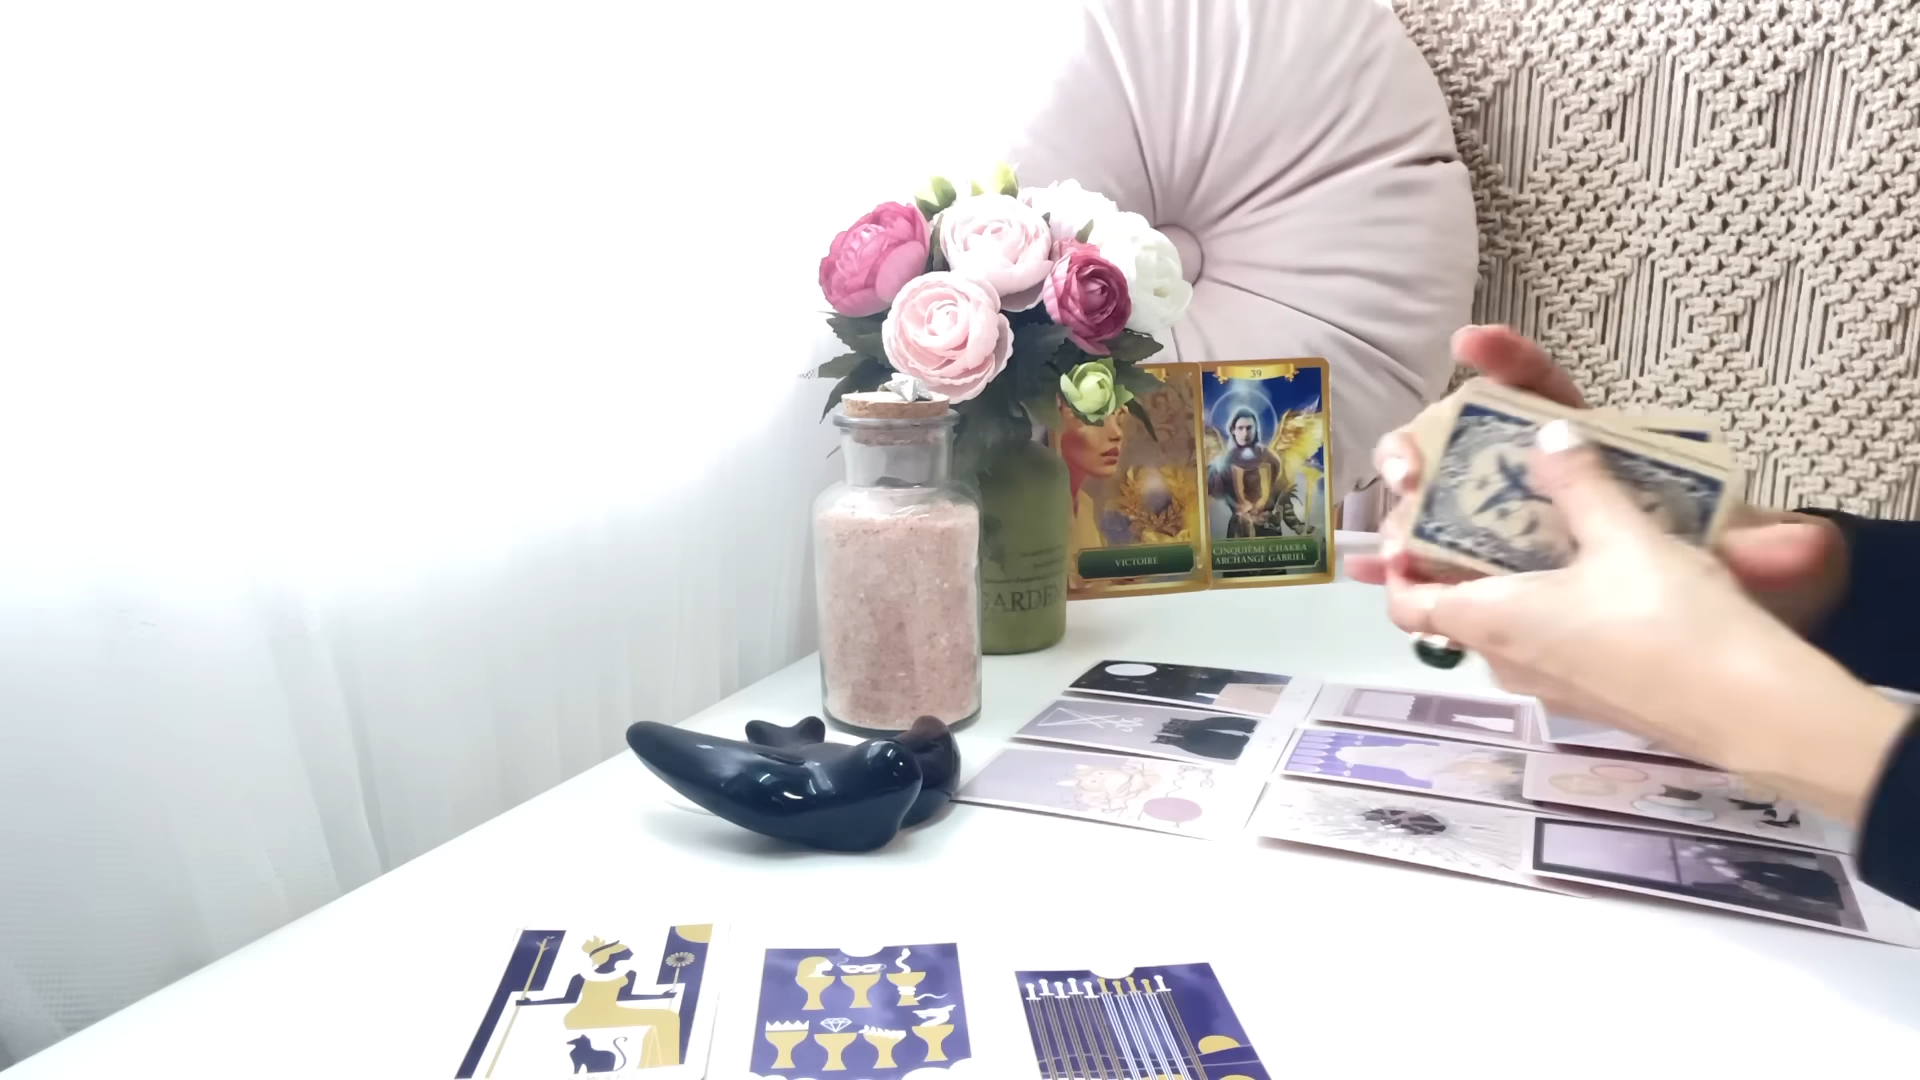 39
VICTOIRE
CINQUIÈME CHAKRA
ARCHANGE GABRIEL
GARDEN